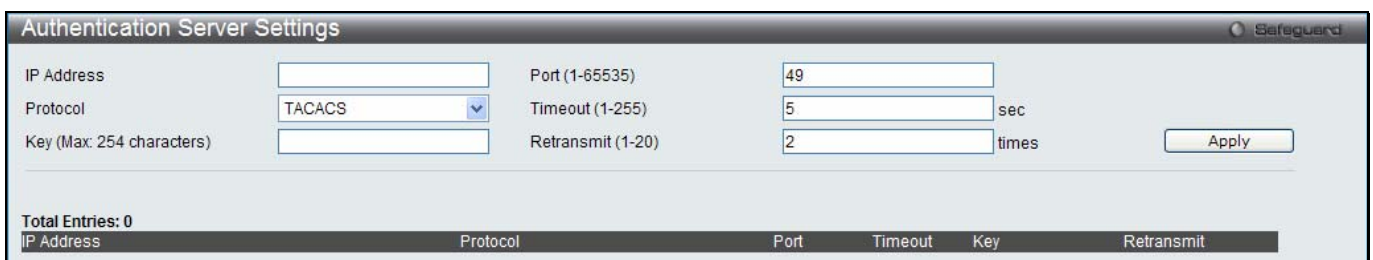 Authentication Server Settings
Safeguard
IP Address
Port (1-65535)
49
Protocol
TACACS
Timeout (1-255)
5
sec
Key (Max: 254 characters)
Retransmit (1-20)
2
times
Apply
Total Entries: 0
IP Address Protocol Port Timeout Key Retransmit